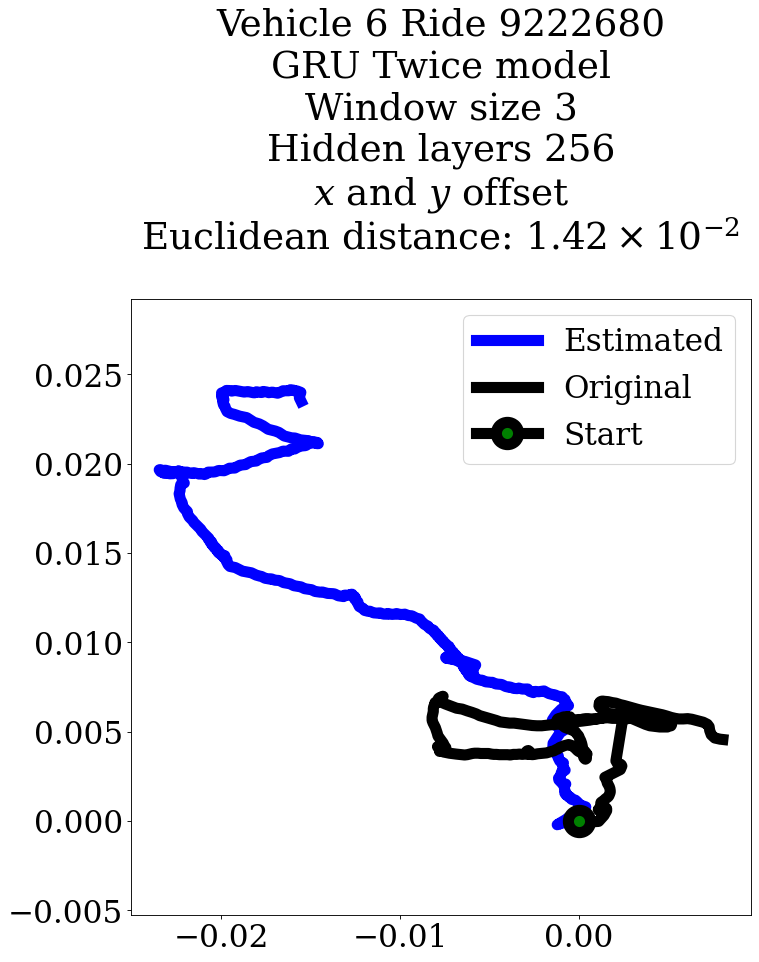 Vehicle 6 Ride 9222680
GRU Twice model
Window size 3
Hidden layers 256
x and y offset
Euclidean distance: 1.42 × 10⁻²
Estimated
Original
Start
0.025
0.020
0.015
0.010
0.005
0.000
−0.005
−0.02
−0.01
0.00